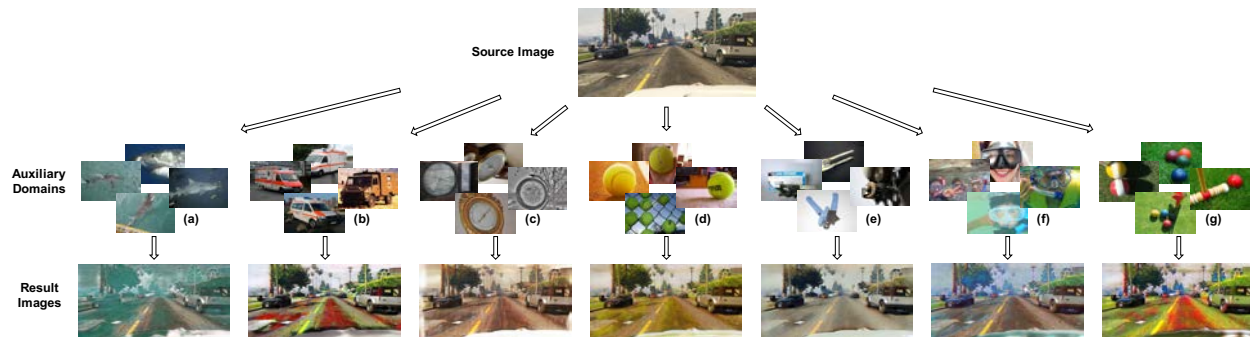 Source Image
Auxiliary
Domains
(a)
(b)
(c)
(d)
(e)
(f)
(g)
Result
Images